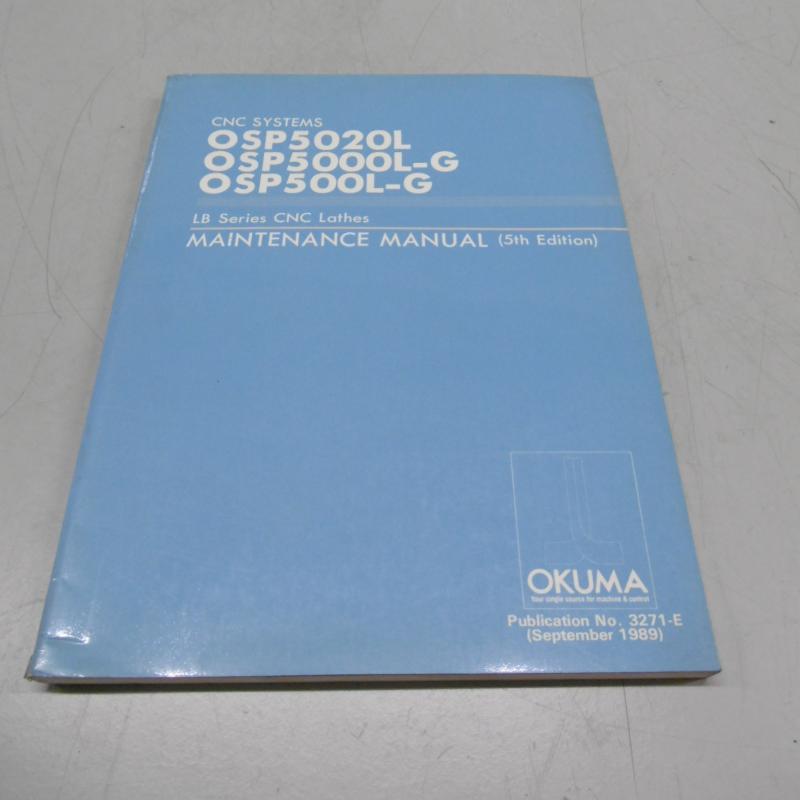 CNC SYSTEMS
OSP5020L
OSP5000L-G
OSP500L-G
LB Series CNC Lathes
MAINTENANCE MANUAL (5th Edition)
OKUMA
Your single source for machine & control
Publication No. 3271-E
(September 1989)